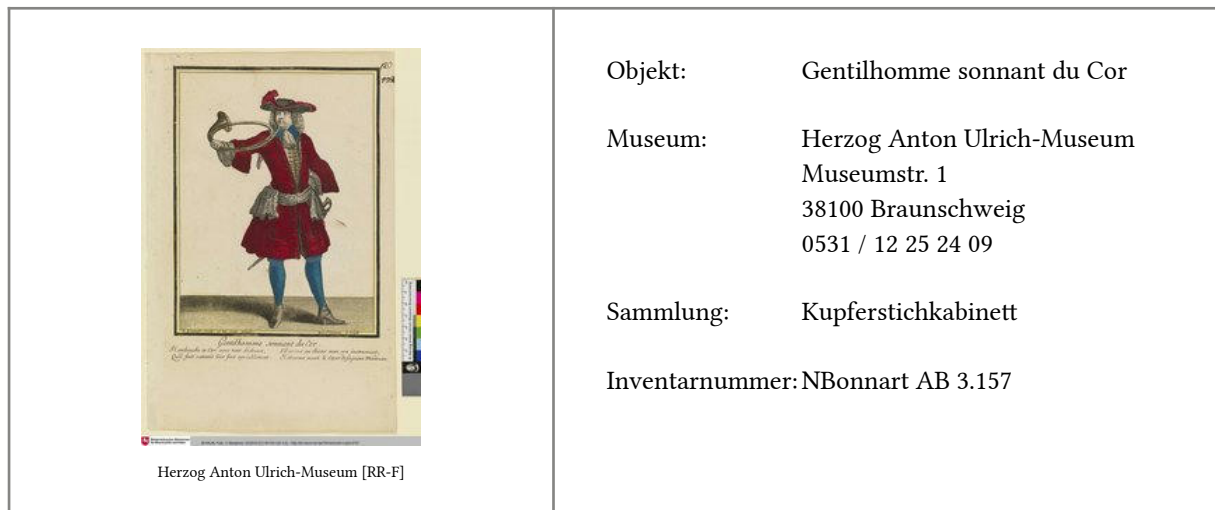 Gentilhomme sonnant du Cor
Herzog Anton Ulrich-Museum [RR-F]
Objekt: Gentilhomme sonnant du Cor
Museum: Herzog Anton Ulrich-Museum
Museumstr. 1
38100 Braunschweig
0531 / 12 25 24 09
Sammlung: Kupferstichkabinett
Inventarnummer: NBonnart AB 3.157